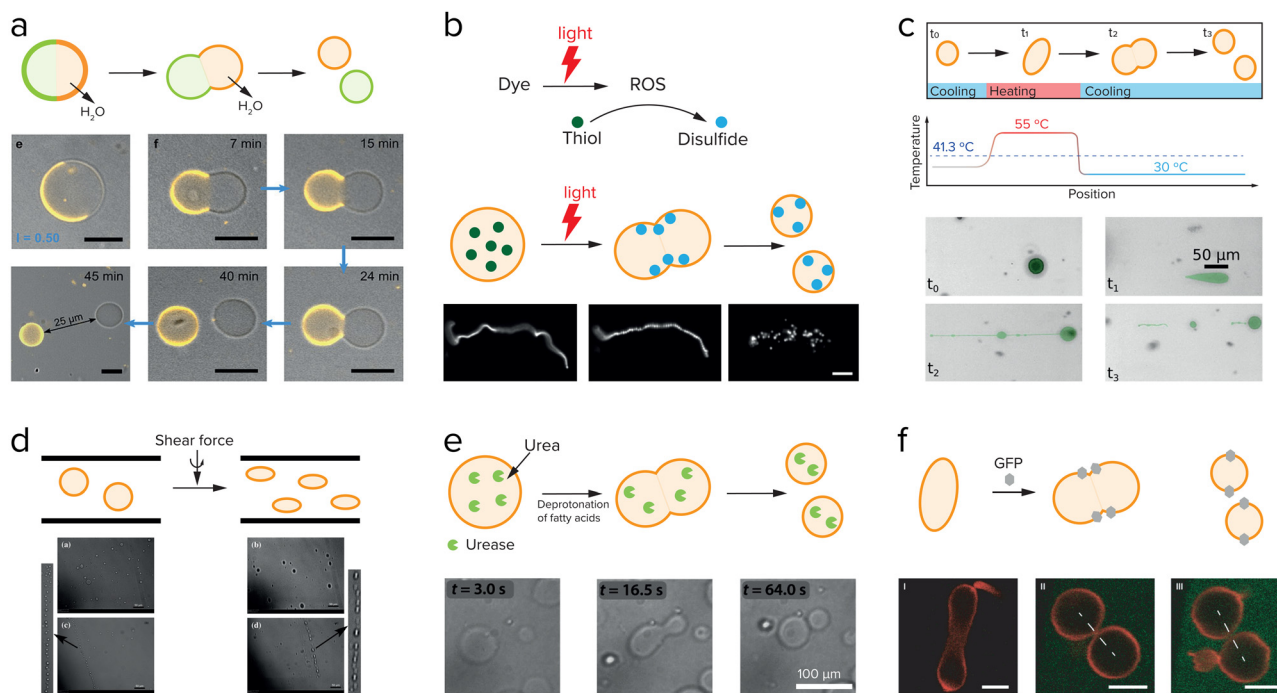 a
H₂O
H₂O
e
I = 0.50
f
7 min
15 min
45 min
25 µm
40 min
24 min
b
light
Dye
ROS
Thiol
Disulfide
light
c
t₀
t₁
t₂
t₃
Cooling
Heating
Cooling
Temperature
41.3 ºC
55 ºC
30 ºC
Position
t₀
t₁
50 µm
t₂
t₃
d
Shear force
(a)
(b)
(c)
(d)
e
Urea
Deprotonation
of fatty acids
Urease
t = 3.0 s
t = 16.5 s
t = 64.0 s
100 µm
f
GFP
I
II
III